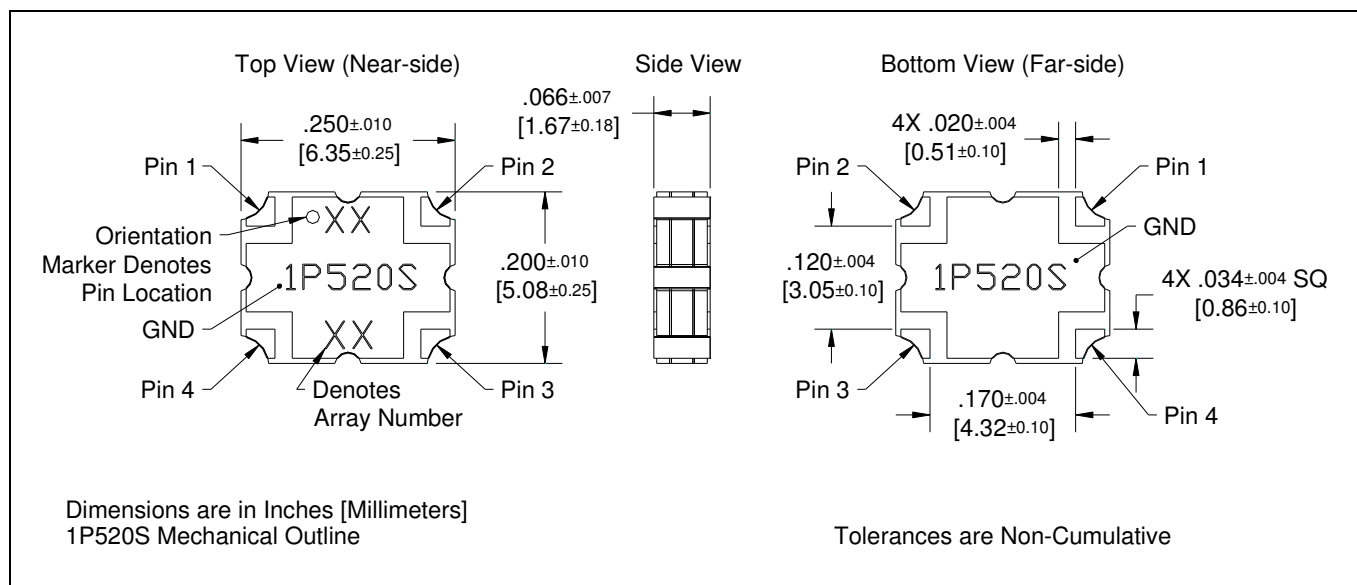 Top View (Near-side)
Side View
Bottom View (Far-side)
.250±.010
[6.35±0.25]
.066±.007
[1.67±0.18]
4X .020±.004
[0.51±0.10]
Pin 1
Pin 2
Pin 2
Pin 1
XX
Orientation
Marker Denotes
Pin Location
GND
1P520S
.200±.010
[5.08±0.25]
.120±.004
[3.05±0.10]
1P520S
GND
4X .034±.004 SQ
[0.86±0.10]
XX
Pin 4
Pin 3
Denotes
Array Number
Pin 3
.170±.004
[4.32±0.10]
Pin 4
Dimensions are in Inches [Millimeters]
1P520S Mechanical Outline
Tolerances are Non-Cumulative